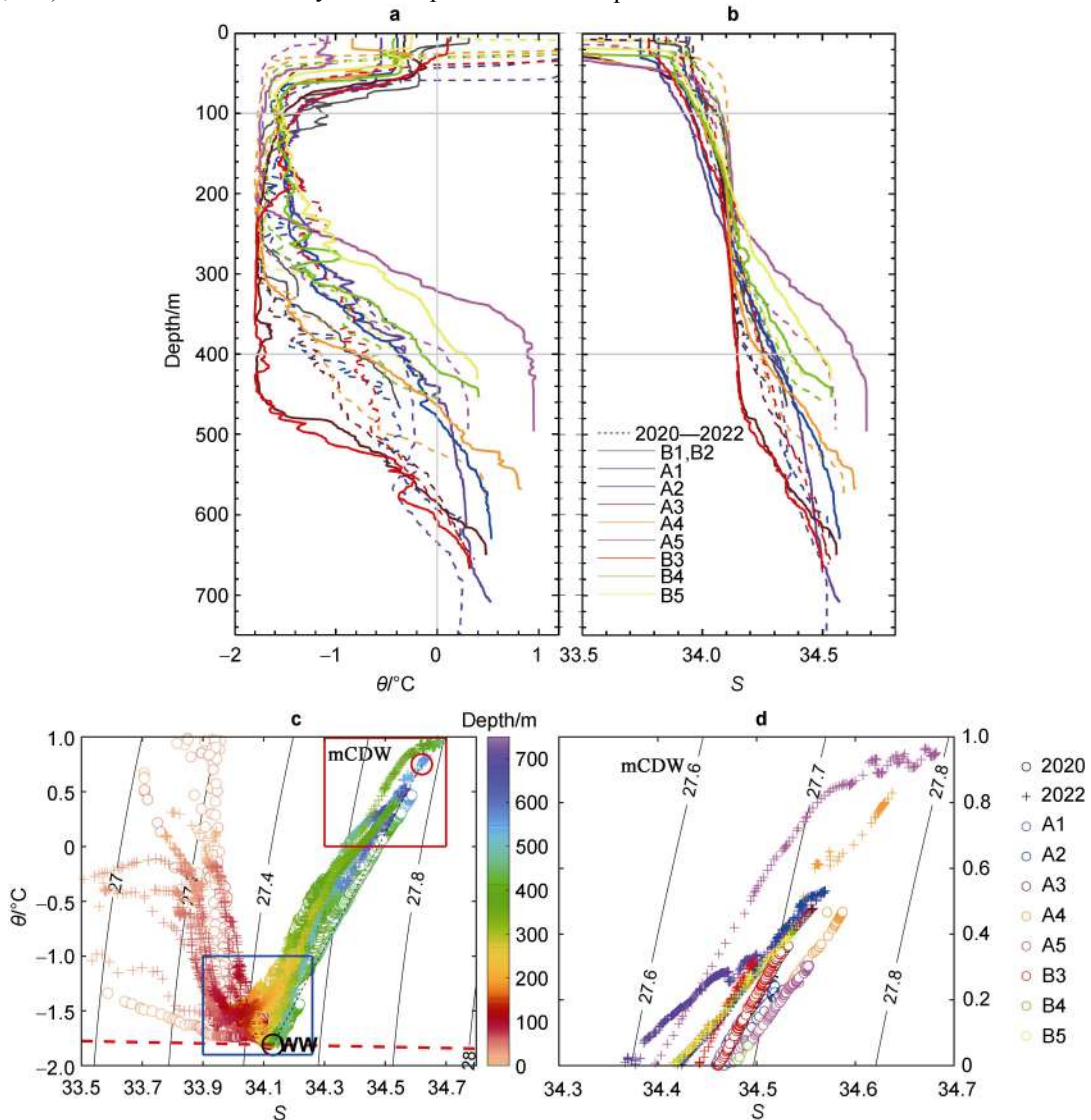 a
b
0
100
200
300
400
500
600
700
Depth/m
−2
−1
0
1
θ/°C
33.5
34.0
34.5
S
2020—2022
B1,B2
A1
A2
A3
A4
A5
B3
B4
B5
c
Depth/m
d
1.0
0.5
0
−0.5
−1.0
−1.5
−2.0
θ/°C
mCDW
WW
27
27.4
27.8
28
33.5
33.7
33.9
34.1
34.3
34.5
34.7
S
700
600
500
400
300
200
100
0
mCDW
27.6
27.7
27.8
27.6
27.8
1.0
0.8
0.6
0.4
0.2
0
34.3
34.4
34.5
34.6
34.7
S
2020
2022
A1
A2
A3
A4
A5
B3
B4
B5